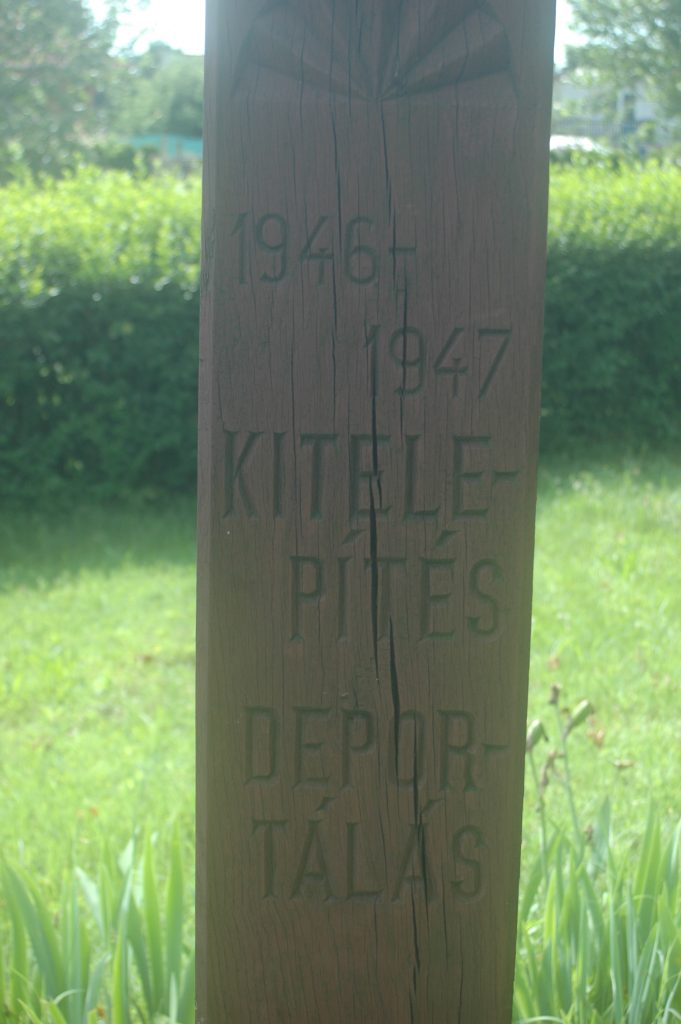 1946-
1947
KITELE-
PÍTÉS
DEPOR-
TÁLÁS